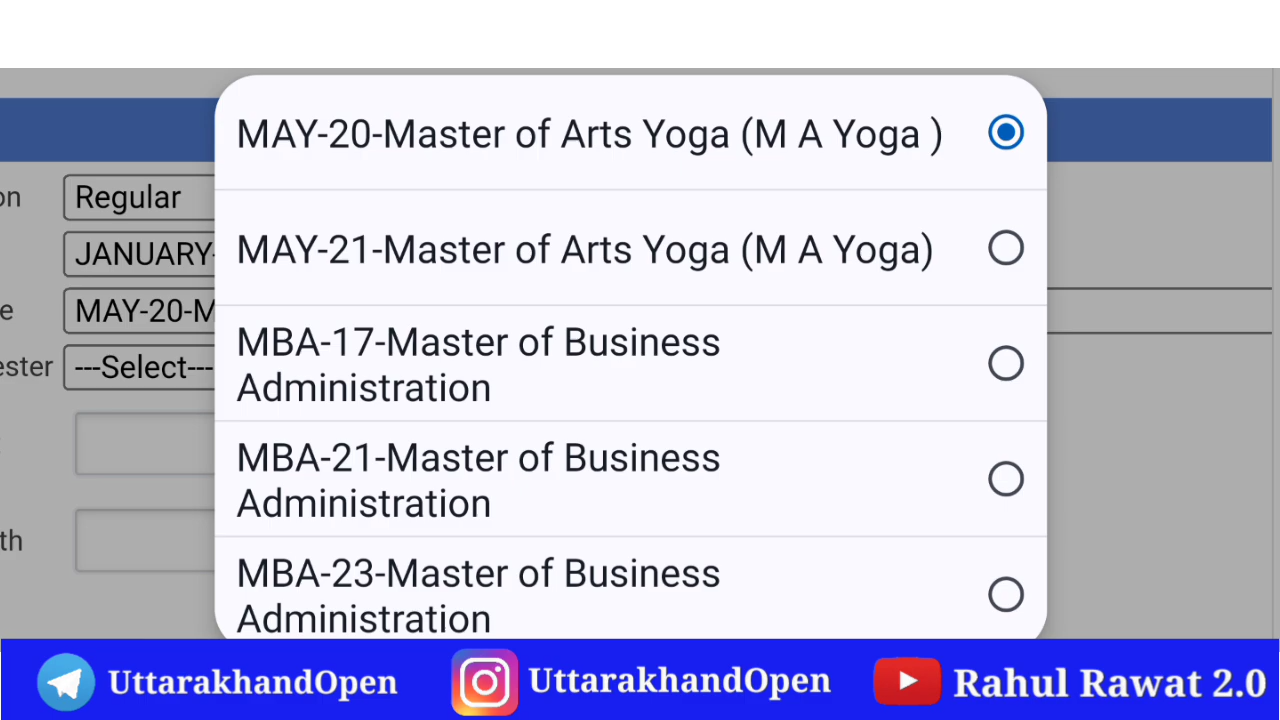 MAY-20-Master of Arts Yoga (M A Yoga )
on Regular
MAY-21-Master of Arts Yoga (M A Yoga)
JANUARY-
e MAY-20-M
MBA-17-Master of Business
Administration
ester ---Select---
MBA-21-Master of Business
Administration
th
MBA-23-Master of Business
Administration
UttarakhandOpen UttarakhandOpen Rahul Rawat 2.0